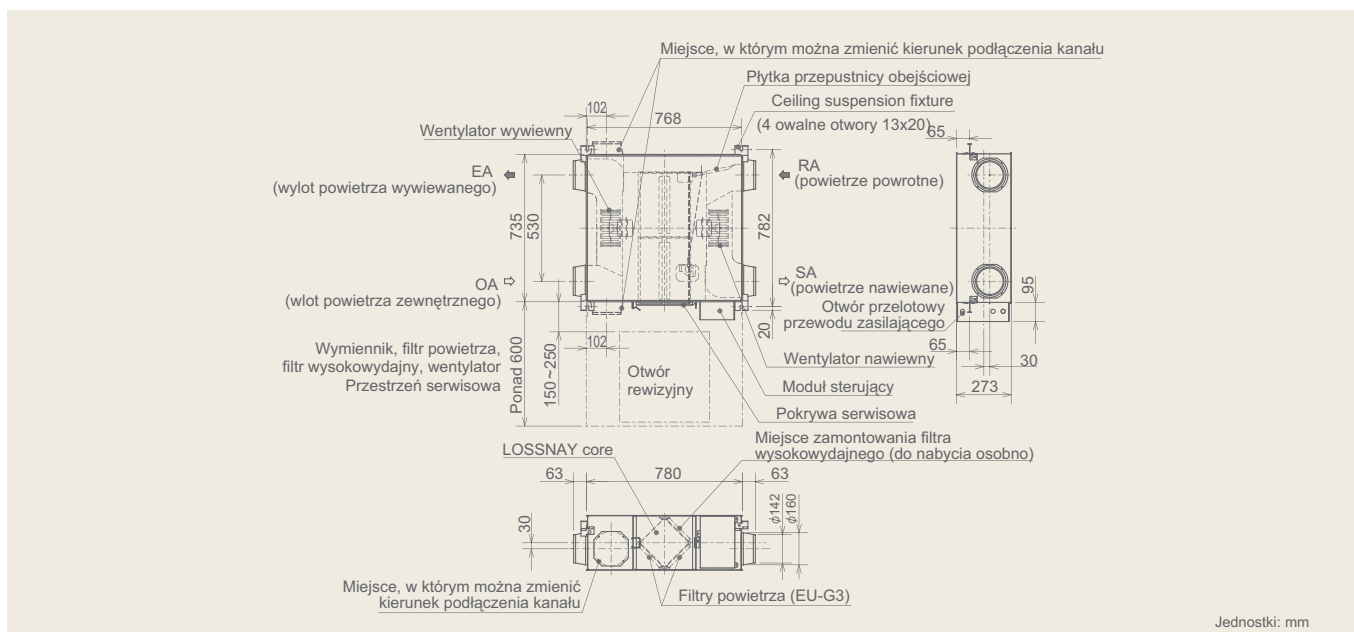 Miejsce, w którym można zmienić kierunek podłączenia kanału
Płytka przepustnicy obejściowej
102
768
Ceiling suspension fixture
(4 owalne otwory 13x20)
65
Wentylator wywiewny
EA
(wylot powietrza wywiewanego)
RA
(powietrze powrotne)
735
530
782
OA
(wlot powietrza zewnętrznego)
SA
(powietrze nawiewane)
95
Otwór przelotowy
przewodu zasilającego
20
65
30
273
Wymiennik, filtr powietrza,
filtr wysokowydajny, wentylator
Przestrzeń serwisowa
Ponad 600
150~250
102
Otwór
rewizyjny
Wentylator nawiewny
Moduł sterujący
Pokrywa serwisowa
Miejsce zamontowania filtra
wysokowydajnego (do nabycia osobno)
LOSSNAY core
63
780
63
30
ϕ142
ϕ160
Miejsce, w którym można zmienić
kierunek podłączenia kanału
Filtry powietrza (EU-G3)
Jednostki: mm